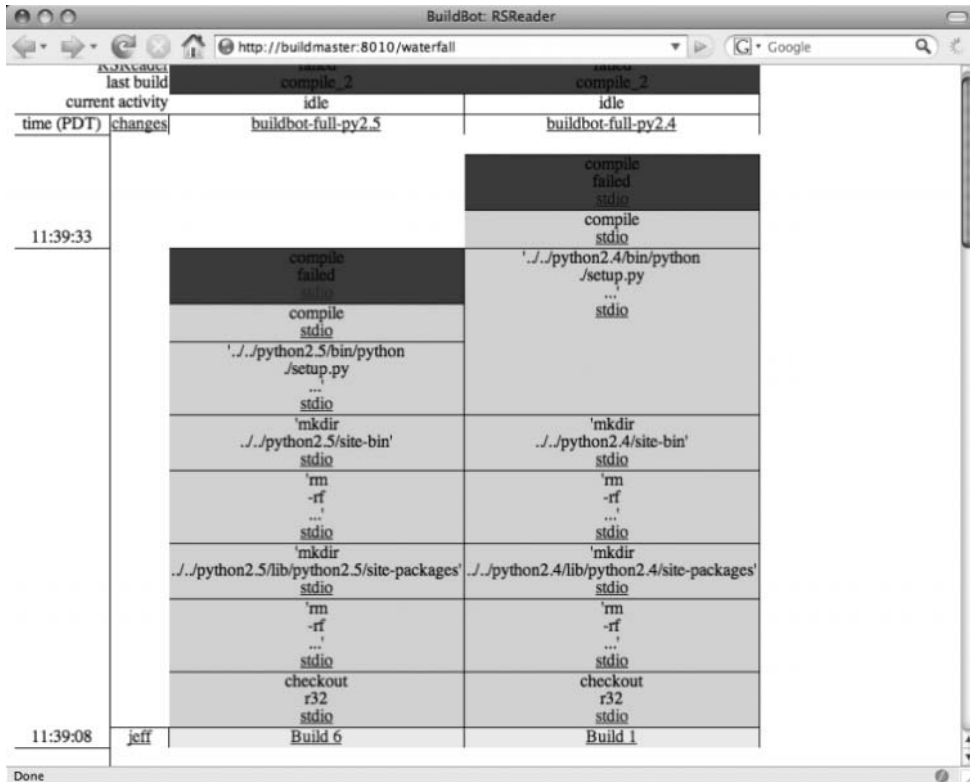 BuildBot: RSReader
http://buildmaster:8010/waterfall
Google
RSReader failed failed
last build compile_2 compile_2
current activity idle idle
time (PDT) changes buildbot-full-py2.5 buildbot-full-py2.4
compile
failed
stdio
compile
11:39:33 stdio
compile '../../python2.4/bin/python
failed ./setup.py
stdio ...'
compile stdio
stdio
'../../python2.5/bin/python
./setup.py
...'
stdio
'mkdir 'mkdir
../../python2.5/site-bin' ../../python2.4/site-bin'
stdio stdio
'rm 'rm
-rf -rf
...' ...'
stdio stdio
'mkdir 'mkdir
../../python2.5/lib/python2.5/site-packages' ../../python2.4/lib/python2.4/site-packages'
stdio stdio
'rm 'rm
-rf -rf
...' ...'
stdio stdio
checkout checkout
r32 r32
stdio stdio
11:39:08 jeff Build 6 Build 1
Done